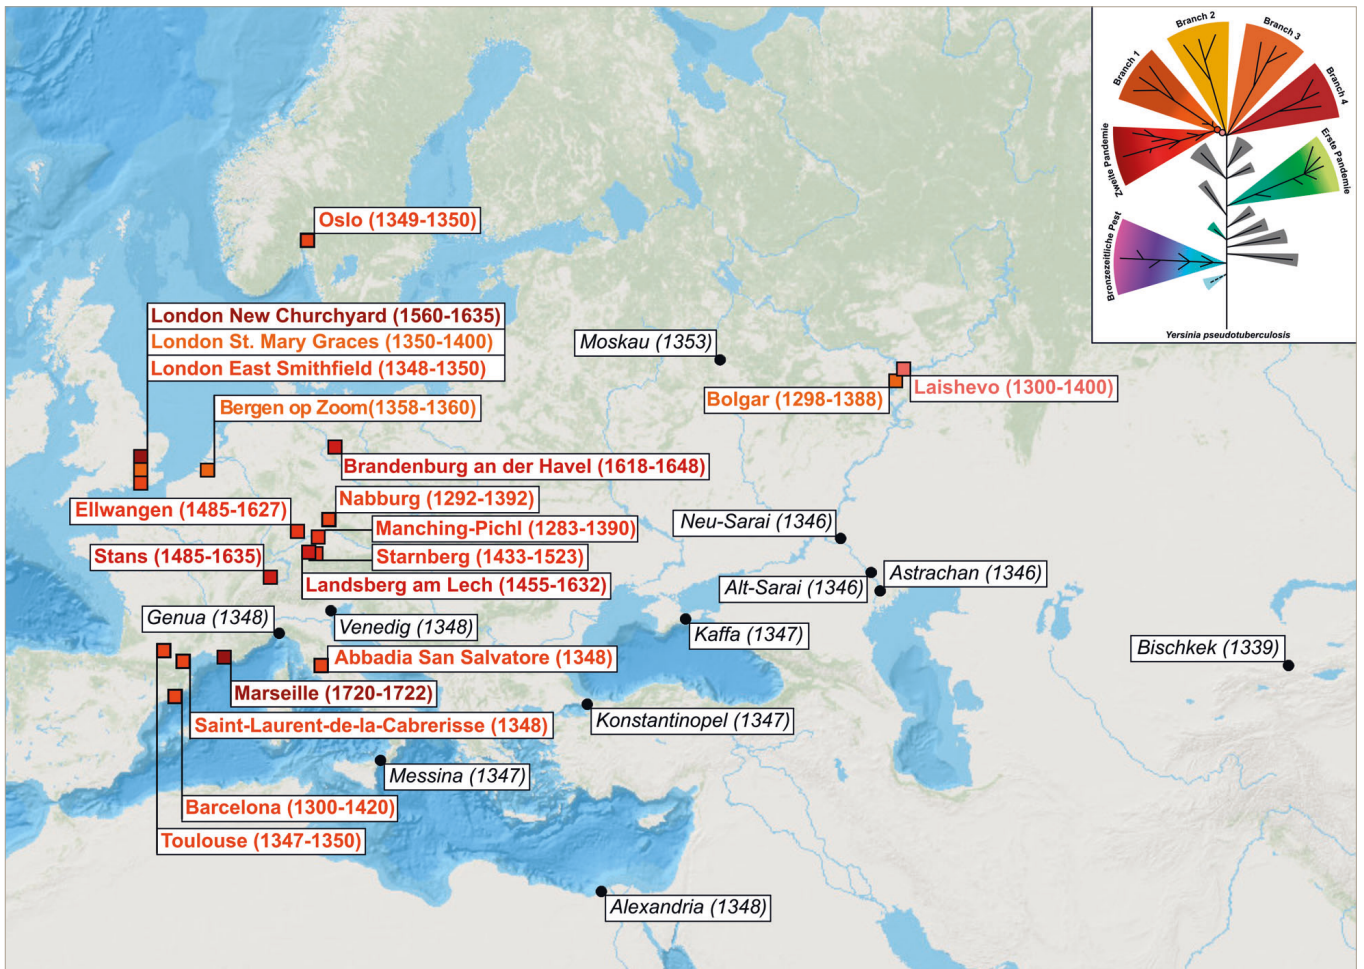 Branch 2
Branch 3
Branch 1
Branch 4
Zweite Pandemie
Erste Pandemie
Bronzezeitliche Pest
Yersinia pseudotuberculosis
Oslo (1349-1350)
London New Churchyard (1560-1635)
London St. Mary Graces (1350-1400)
London East Smithfield (1348-1350)
Moskau (1353)
Laishevo (1300-1400)
Bolgar (1298-1388)
Bergen op Zoom(1358-1360)
Brandenburg an der Havel (1618-1648)
Nabburg (1292-1392)
Ellwangen (1485-1627)
Manching-Pichl (1283-1390)
Neu-Sarai (1346)
Stans (1485-1635)
Starnberg (1433-1523)
Landsberg am Lech (1455-1632)
Astrachan (1346)
Alt-Sarai (1346)
Genua (1348)
Venedig (1348)
Kaffa (1347)
Bischkek (1339)
Abbadia San Salvatore (1348)
Marseille (1720-1722)
Saint-Laurent-de-la-Cabrerisse (1348)
Konstantinopel (1347)
Messina (1347)
Barcelona (1300-1420)
Toulouse (1347-1350)
Alexandria (1348)